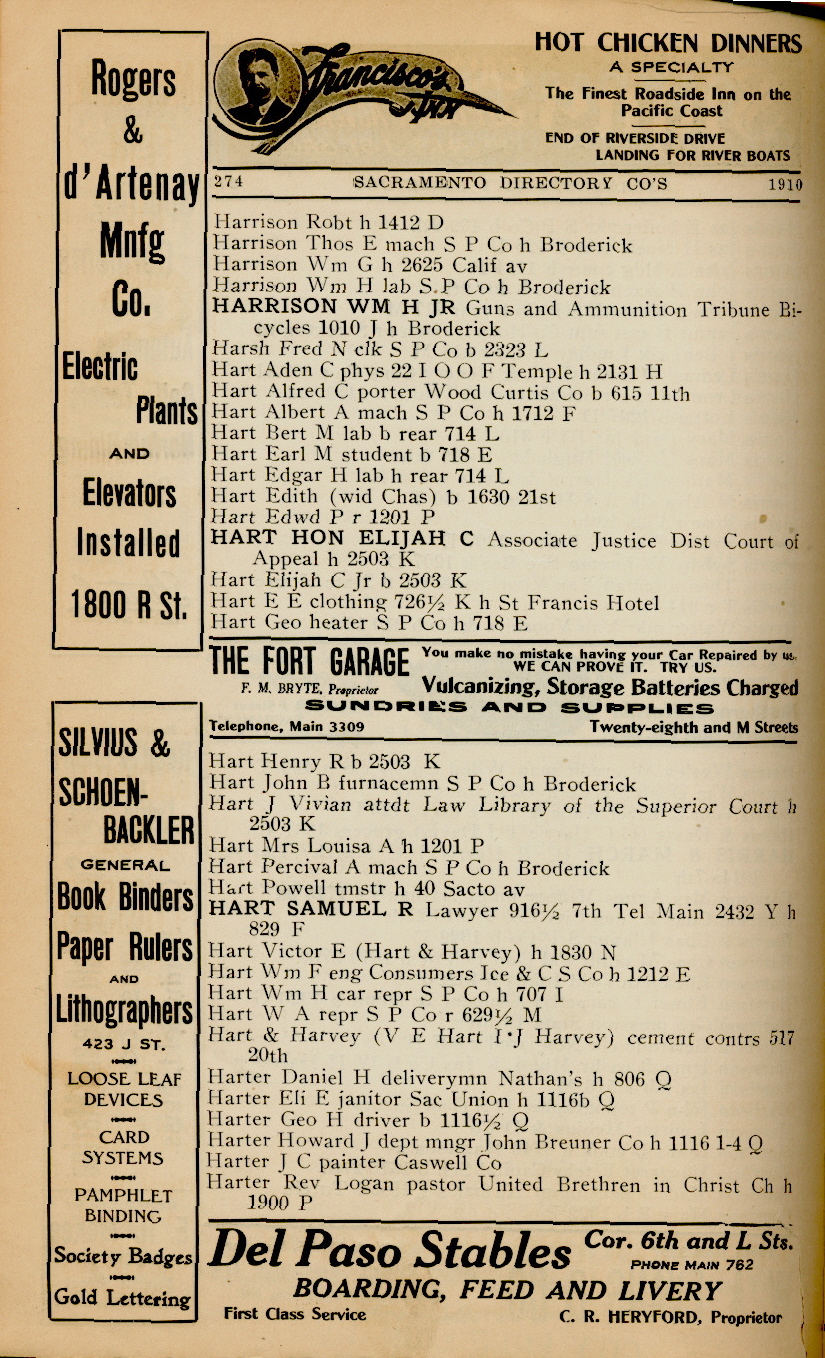 Francisco's Inn
HOT CHICKEN DINNERS
A SPECIALTY
The Finest Roadside Inn on the
Pacific Coast
END OF RIVERSIDE DRIVE
LANDING FOR RIVER BOATS
274 SACRAMENTO DIRECTORY CO'S 1910
Rogers
&
d'Artenay
Mnfg
Co.
Electric
Plants
AND
Elevators
Installed
1800 R St.
Harrison Robt h 1412 D
Harrison Thos E mach S P Co h Broderick
Harrison Wm G h 2625 Calif av
Harrison Wm H lab S P Co h Broderick
HARRISON WM H JR Guns and Ammunition Tribune Bi-
cycles 1010 J h Broderick
Harsh Fred N clk S P Co b 2323 L
Hart Aden C phys 22 I O O F Temple h 2131 H
Hart Alfred C porter Wood Curtis Co b 615 11th
Hart Albert A mach S P Co h 1712 F
Hart Bert M lab b rear 714 L
Hart Earl M student b 718 E
Hart Edgar H lab h rear 714 L
Hart Edith (wid Chas) b 1630 21st
Hart Edwd P r 1201 P
HART HON ELIJAH C Associate Justice Dist Court of
Appeal h 2503 K
Hart Elijah C Jr b 2503 K
Hart E E clothing 726½ K h St Francis Hotel
Hart Geo heater S P Co h 718 E
THE FORT GARAGE
F. M. BRYTE, Proprietor
You make no mistake having your Car Repaired by us.
WE CAN PROVE IT. TRY US.
Vulcanizing, Storage Batteries Charged
SUNDRIES AND SUPPLIES
Telephone, Main 3309 Twenty-eighth and M Streets
SILVIUS &
SCHOEN-
BACKLER
GENERAL
Book Binders
Paper Rulers
AND
Lithographers
423 J ST.
LOOSE LEAF
DEVICES
CARD
SYSTEMS
PAMPHLET
BINDING
Society Badges
Gold Lettering
Hart Henry R b 2503 K
Hart John B furnacemn S P Co h Broderick
Hart J Vivian attdt Law Library of the Superior Court h
2503 K
Hart Mrs Louisa A h 1201 P
Hart Percival A mach S P Co h Broderick
Hart Powell tmstr h 40 Sacto av
HART SAMUEL R Lawyer 916½ 7th Tel Main 2432 Y h
829 F
Hart Victor E (Hart & Harvey) h 1830 N
Hart Wm F eng Consumers Ice & C S Co h 1212 E
Hart Wm H car repr S P Co h 707 I
Hart W A repr S P Co r 629½ M
Hart & Harvey (V E Hart I J Harvey) cement contrs 517
20th
Harter Daniel H deliverymn Nathan's h 806 Q
Harter Eli E janitor Sac Union h 1116b Q
Harter Geo H driver b 1116½ Q
Harter Howard J dept mngr John Breuner Co h 1116 1-4 Q
Harter J C painter Caswell Co
Harter Rev Logan pastor United Brethren in Christ Ch h
1900 P
Del Paso Stables
Cor. 6th and L Sts.
PHONE MAIN 762
BOARDING, FEED AND LIVERY
First Class Service C. R. HERYFORD, Proprietor